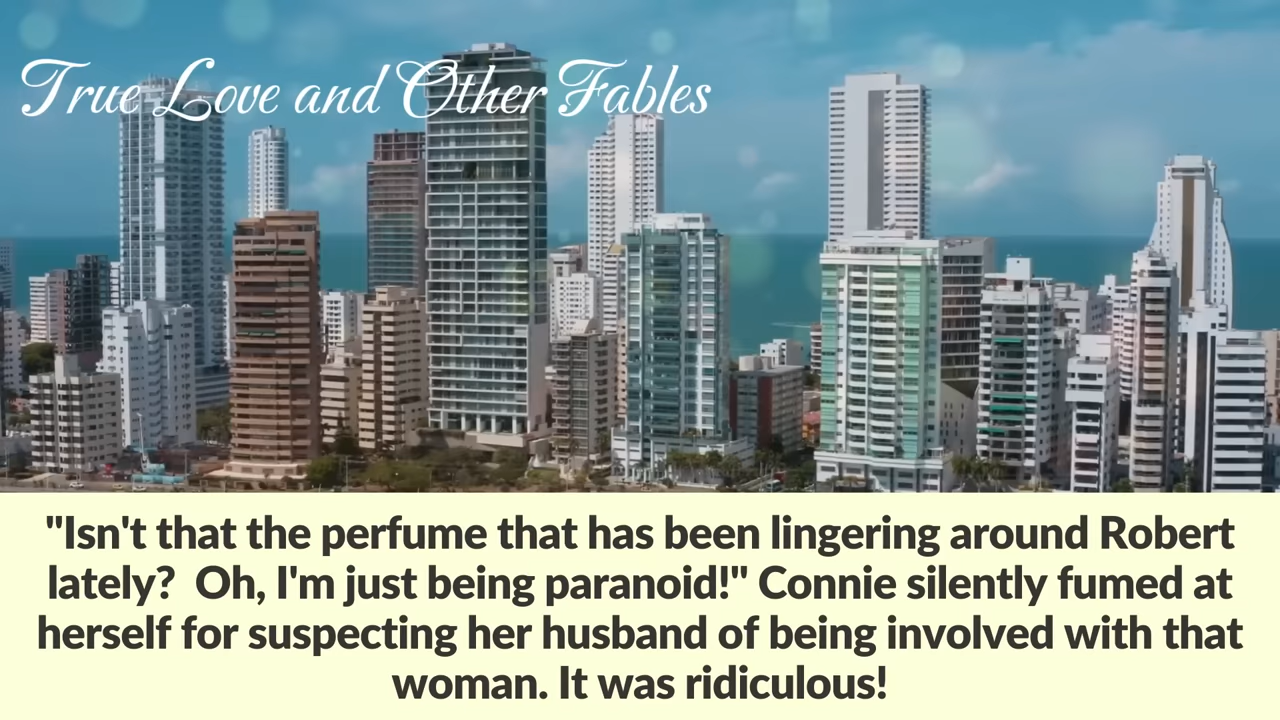 True Love and Other Fables
"Isn't that the perfume that has been lingering around Robert
lately?  Oh, I'm just being paranoid!" Connie silently fumed at
herself for suspecting her husband of being involved with that
woman. It was ridiculous!